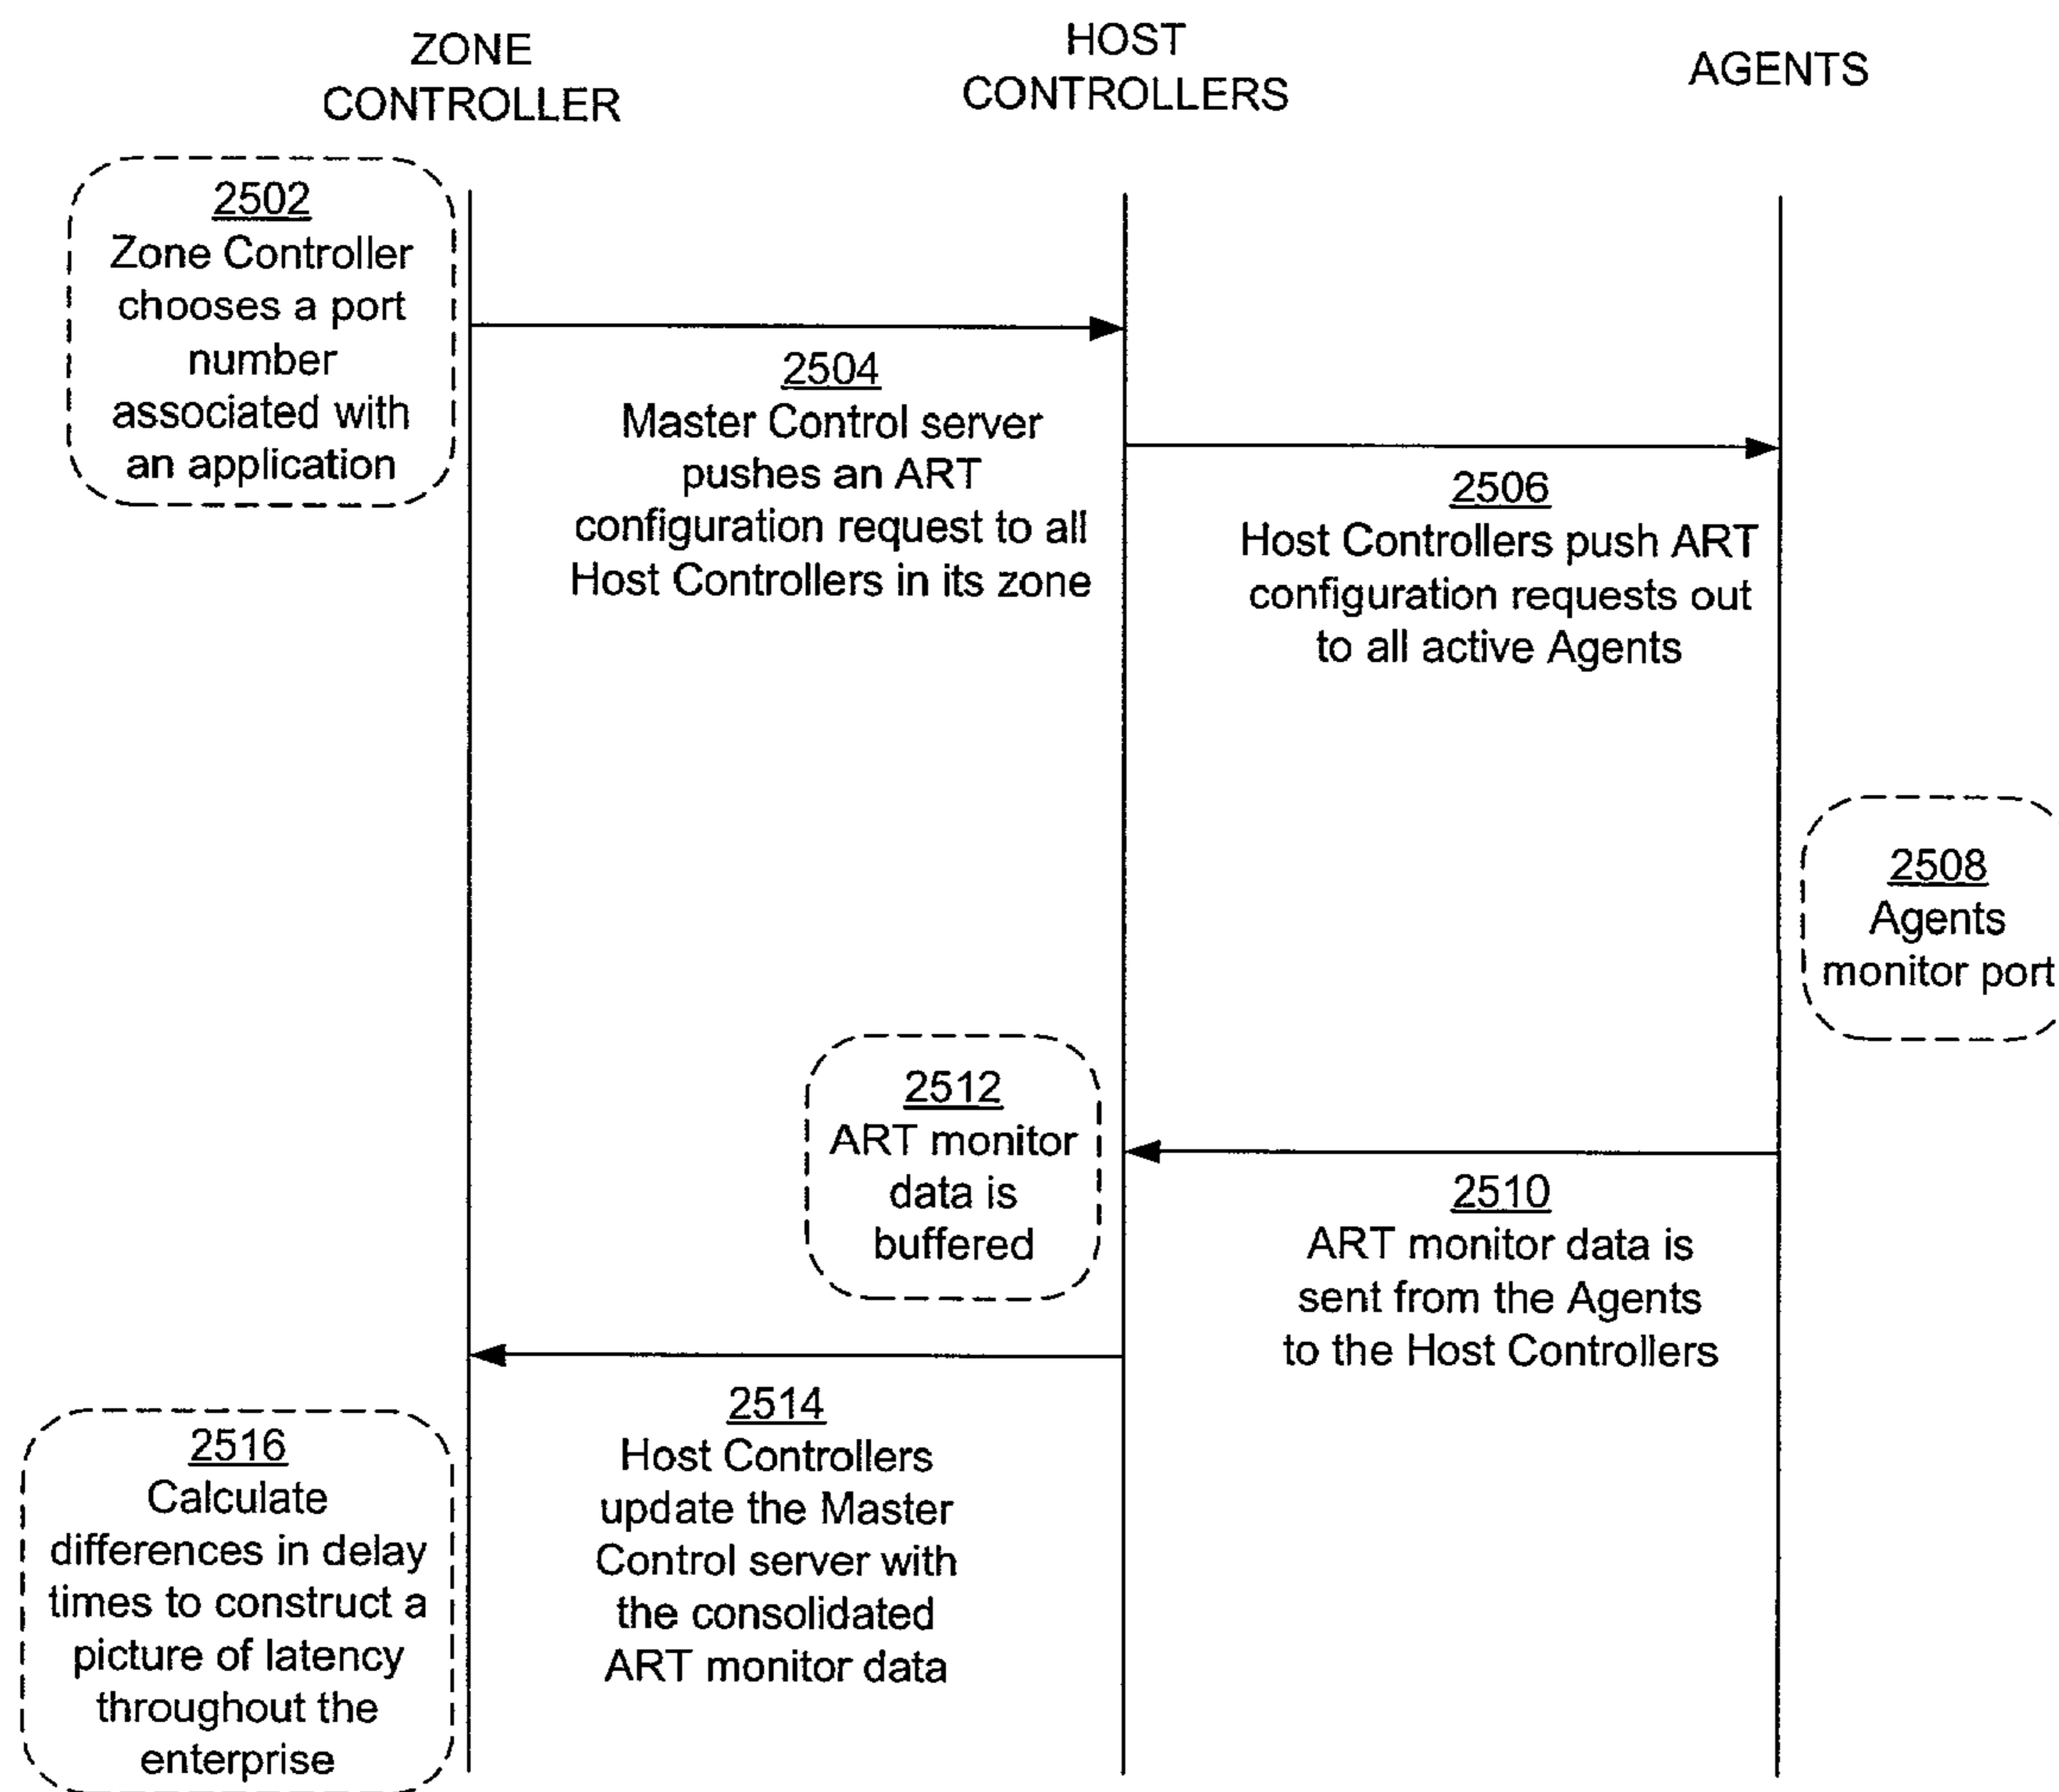 ZONE
CONTROLLER
HOST
CONTROLLERS
AGENTS
2502
Zone Controller
chooses a port
number
associated with
an application
2504
Master Control server
pushes an ART
configuration request to all
Host Controllers in its zone
2506
Host Controllers push ART
configuration requests out
to all active Agents
2508
Agents
monitor port
2510
ART monitor data is
sent from the Agents
to the Host Controllers
2512
ART monitor
data is
buffered
2514
Host Controllers
update the Master
Control server with
the consolidated
ART monitor data
2516
Calculate
differences in delay
times to construct a
picture of latency
throughout the
enterprise